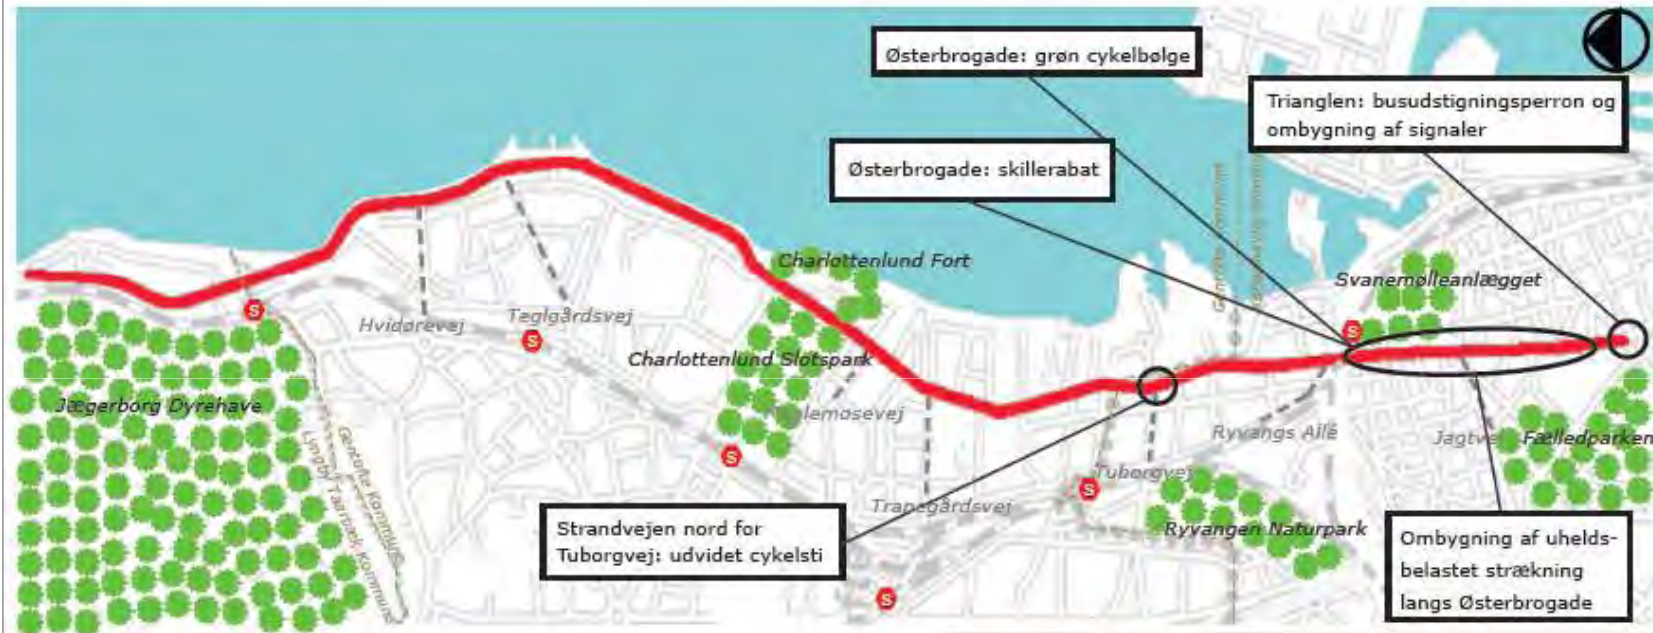 Østerbrogade: grøn cykelbølge
Trianglen: busudstigningsperron og
ombygning af signaler
Østerbrogade: skillerabat
Charlottenlund Fort
Svanemølleanlægget
S
S
Hvidørevej
Teglgårdsvej
S
Charlottenlund Slotspark
Jægerborg Dyrehave
Ryvangs Allé
Fælledparken
S
Tuborgvej
S
Gentofte Kommune
Lyngby-Taarbæk Kommune
Tranegårdsvej
Strandvejen nord for
Tuborgvej: udvidet cykelsti
Ryvangen Naturpark
Ombygning af uhelds-
belastet strækning
langs Østerbrogade
S